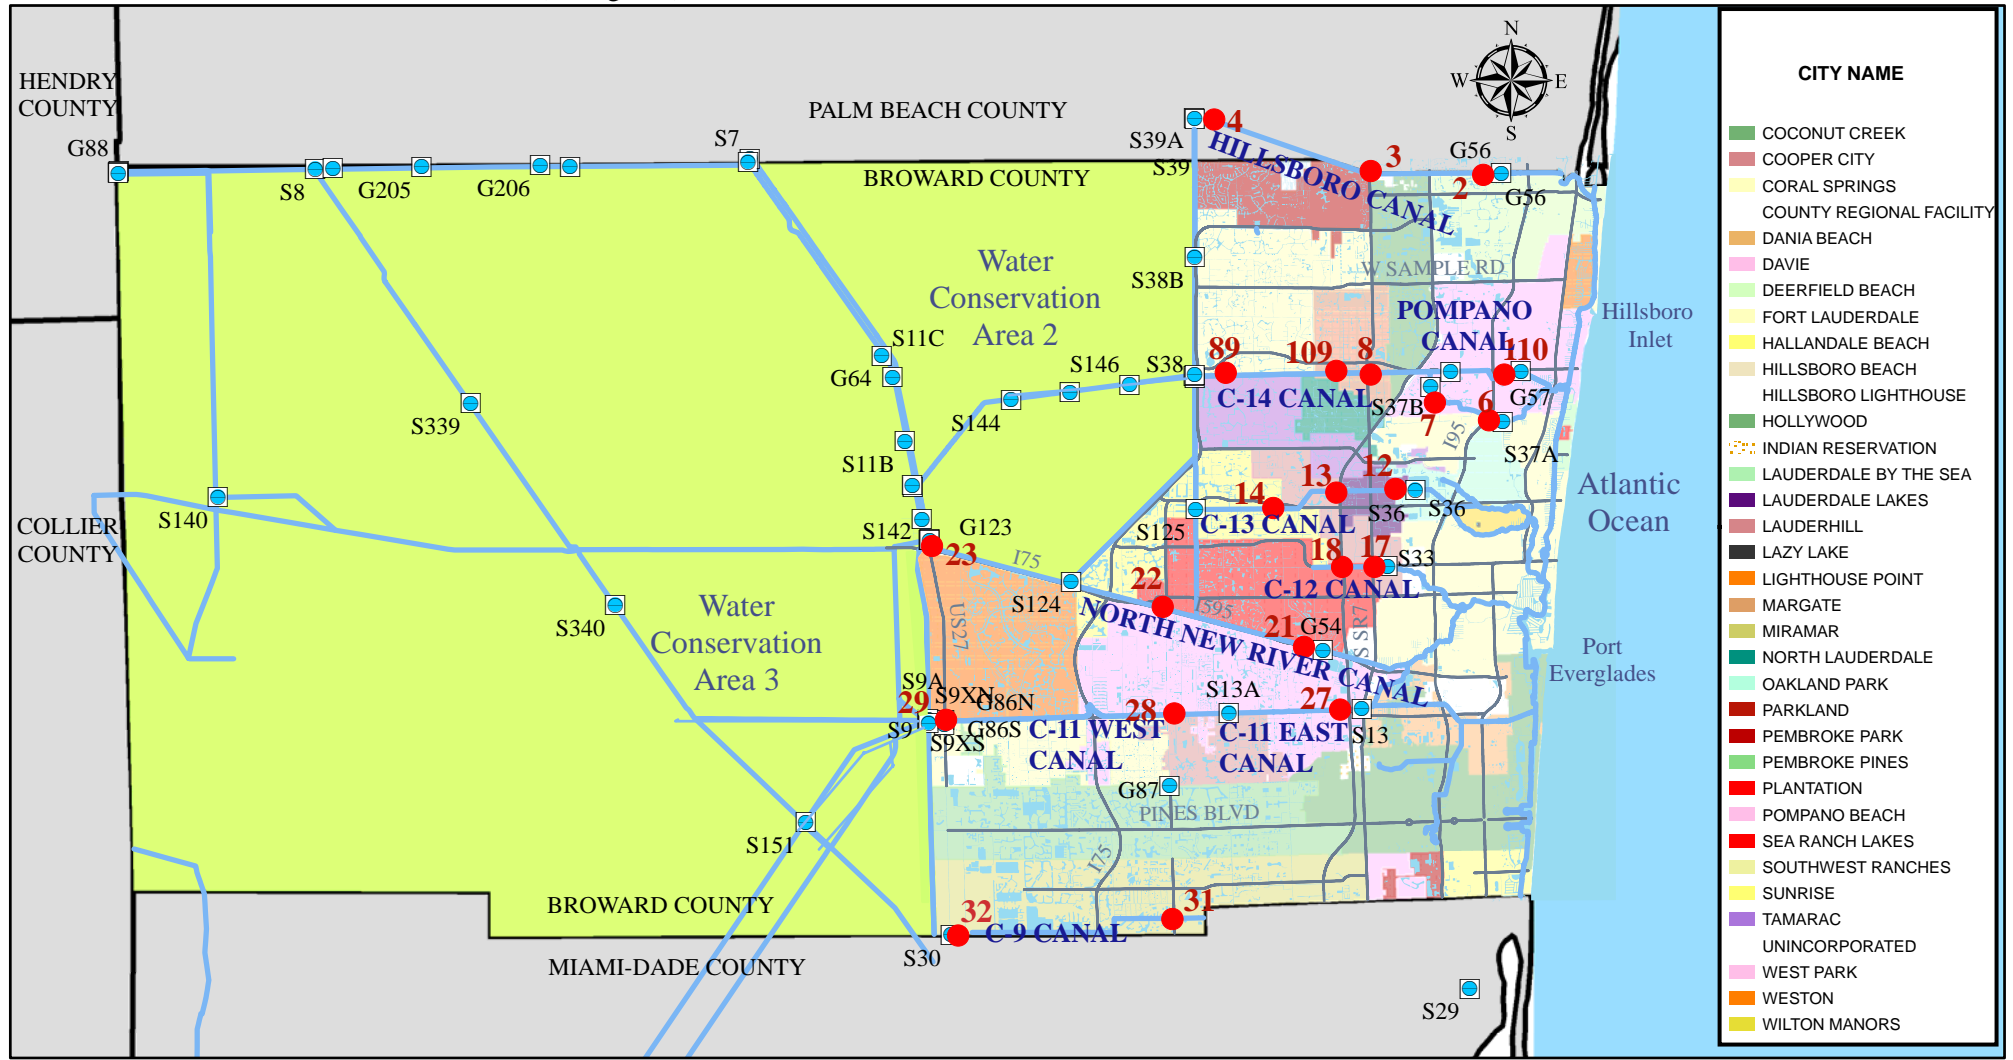 N
W
E
S
HENDRY
COUNTY
PALM BEACH COUNTY
G88
S7
S39A
4
HILLSBORO CANAL
S8
G205
G206
BROWARD COUNTY
S39
3
G56
2
G56
Water
Conservation
Area 2
S38B
W SAMPLE RD
POMPANO
CANAL
Hillsboro
Inlet
S11C
G64
S146
S38
89
109
8
110
S339
S144
C-14 CANAL
S37B
7
6
G57
I95
S37A
S11B
14
13
12
Atlantic
Ocean
S140
COLLIER
COUNTY
S142
G123
S125
C-13 CANAL
S36
S36
23
I75
18
17
S33
S340
S124
22
C-12 CANAL
Water
Conservation
Area 3
US27
I595
NORTH NEW RIVER CANAL
21
G54
S SR7
Port
Everglades
S9A
S9XN
29
G86N
S9
G86S
S9XS
28
S13A
27
C-11 WEST
CANAL
C-11 EAST
CANAL
S13
G87
PINES BLVD
S151
I75
BROWARD COUNTY
32
C-9 CANAL
31
S30
MIAMI-DADE COUNTY
S29
CITY NAME
COCONUT CREEK
COOPER CITY
CORAL SPRINGS
COUNTY REGIONAL FACILITY
DANIA BEACH
DAVIE
DEERFIELD BEACH
FORT LAUDERDALE
HALLANDALE BEACH
HILLSBORO BEACH
HILLSBORO LIGHTHOUSE
HOLLYWOOD
INDIAN RESERVATION
LAUDERDALE BY THE SEA
LAUDERDALE LAKES
LAUDERHILL
LAZY LAKE
LIGHTHOUSE POINT
MARGATE
MIRAMAR
NORTH LAUDERDALE
OAKLAND PARK
PARKLAND
PEMBROKE PARK
PEMBROKE PINES
PLANTATION
POMPANO BEACH
SEA RANCH LAKES
SOUTHWEST RANCHES
SUNRISE
TAMARAC
UNINCORPORATED
WEST PARK
WESTON
WILTON MANORS